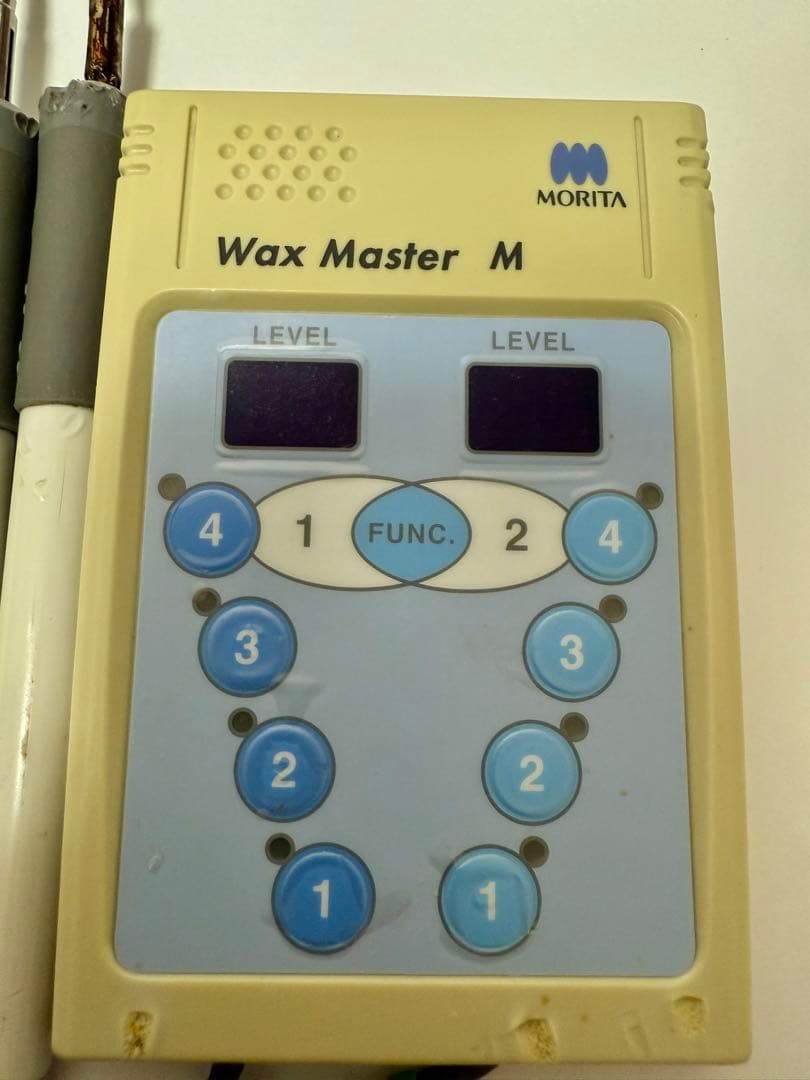 MORITA
Wax Master M
LEVEL LEVEL
4 1 FUNC. 2 4
3 3
2 2
1 1